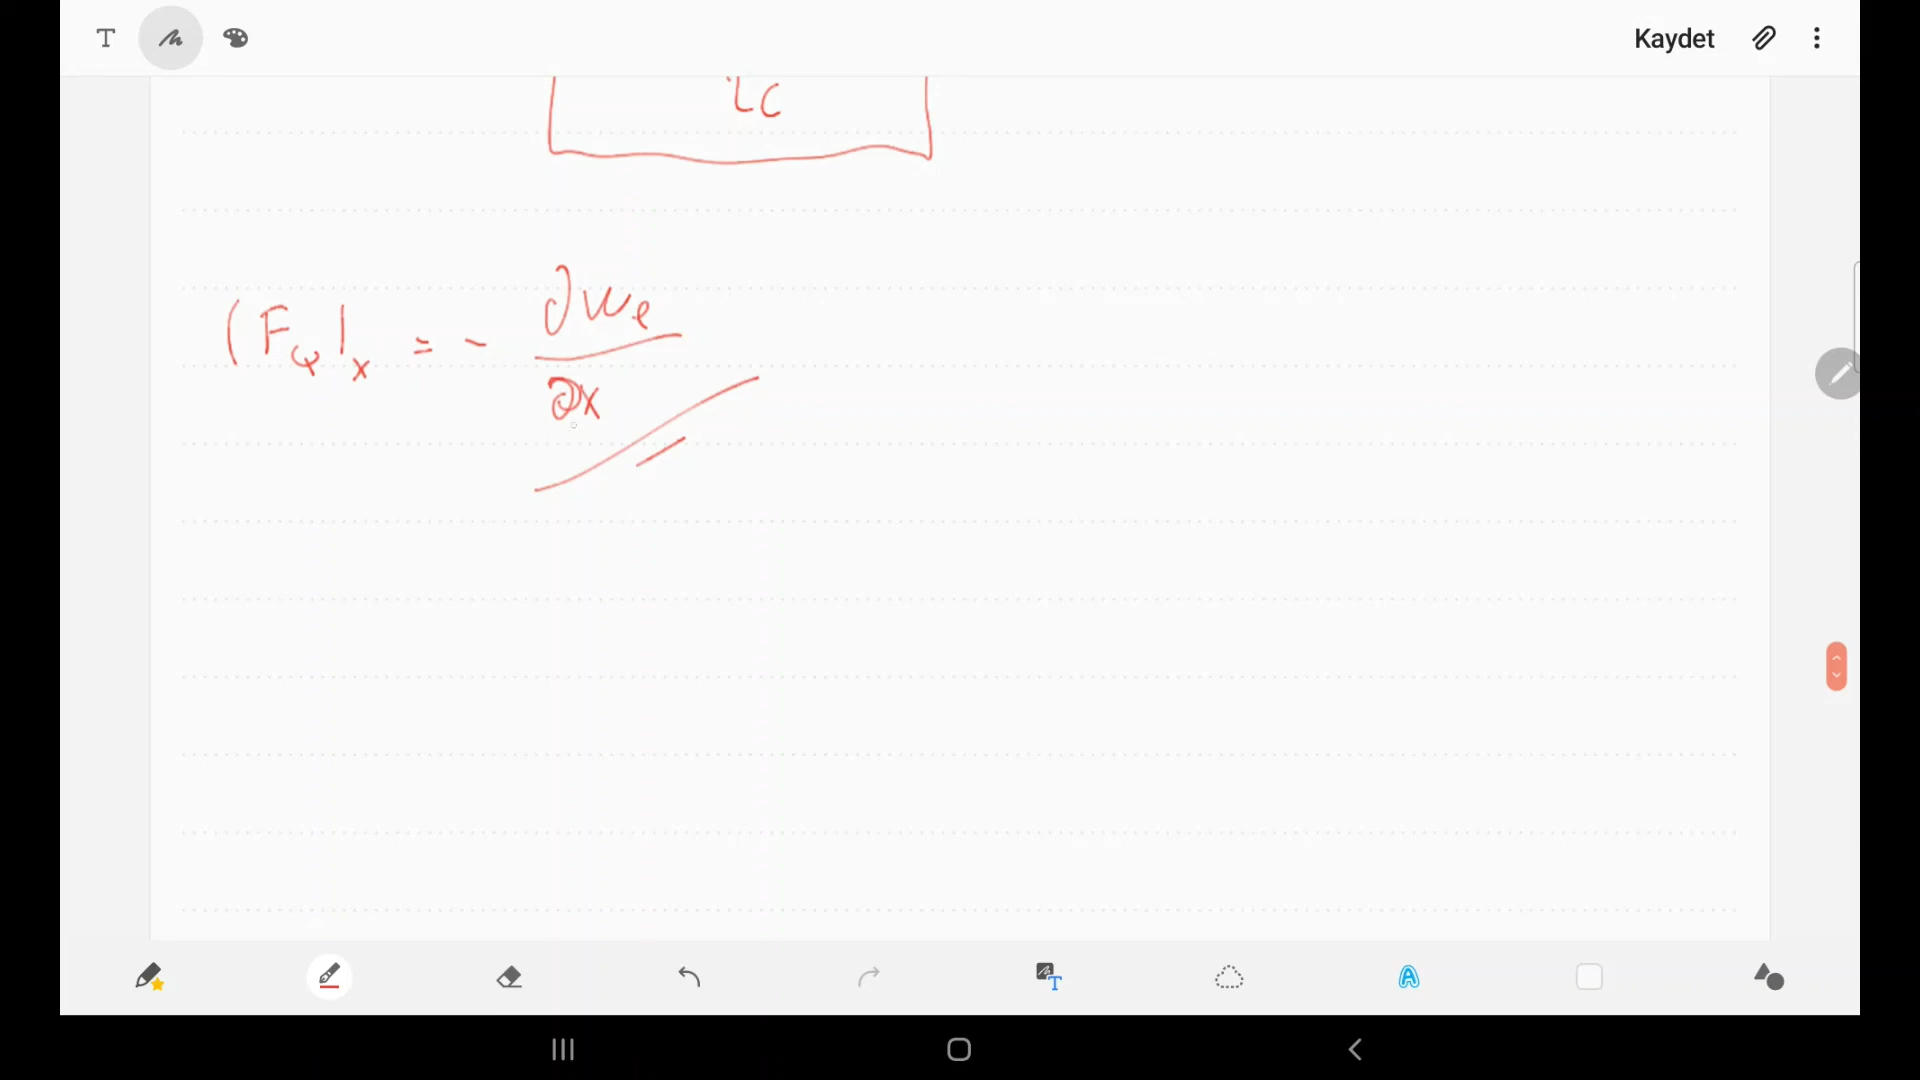 T
Kaydet
ic
(Fφ)x = - ∂We
∂x